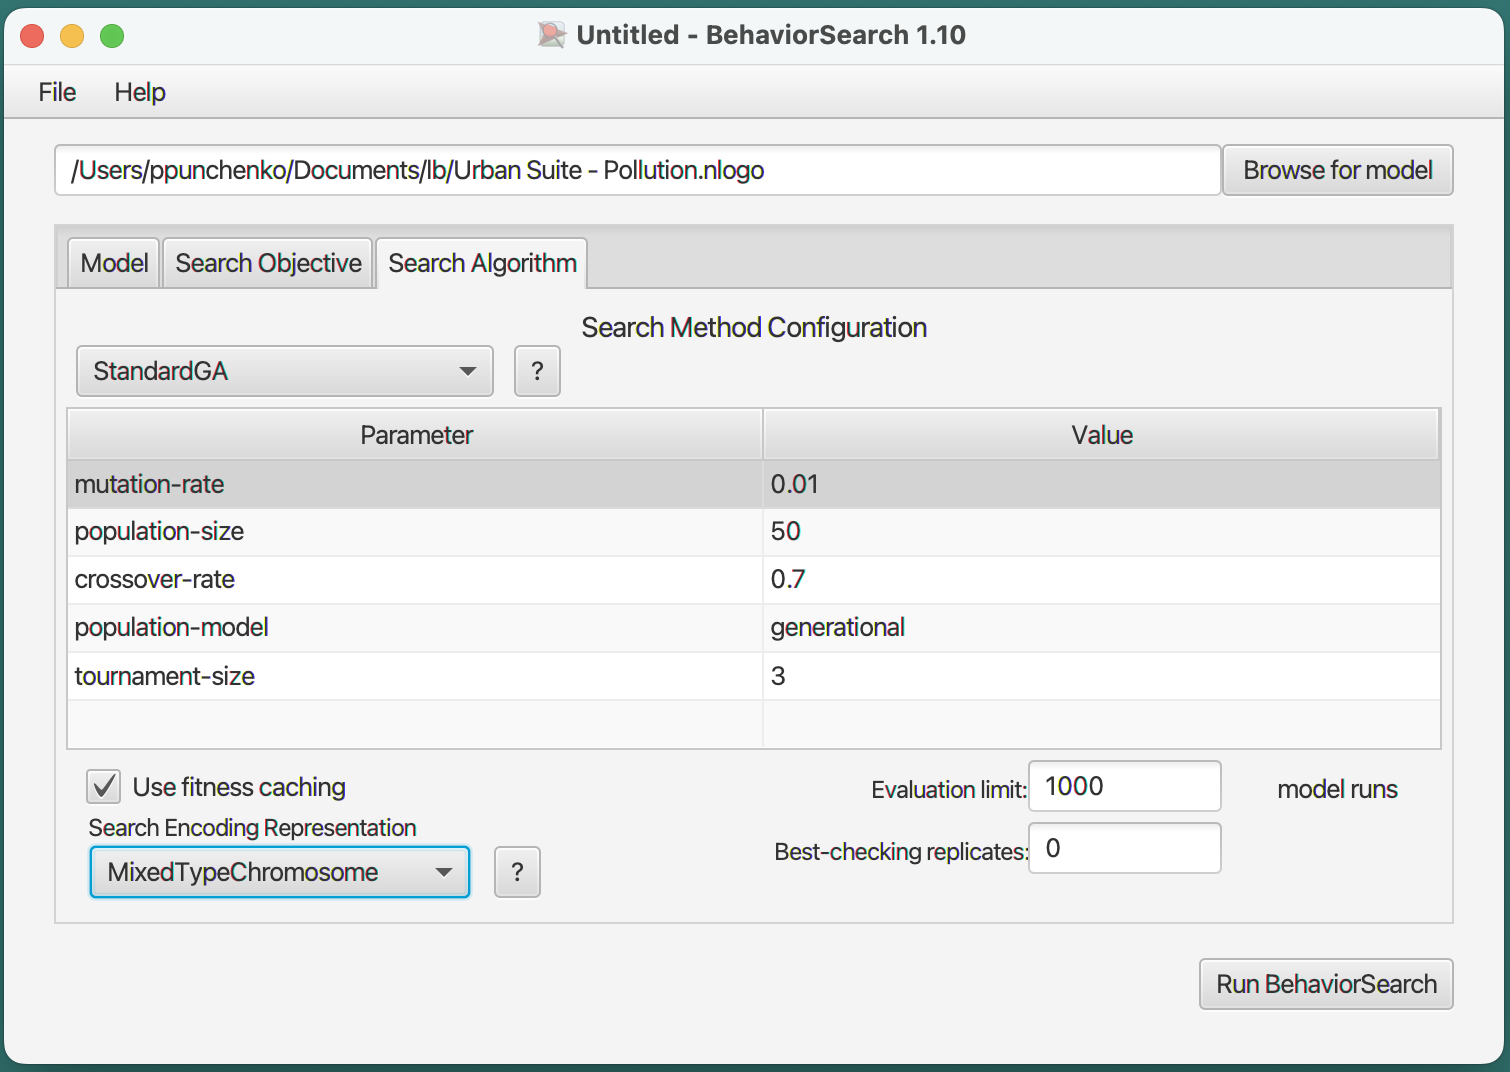 Untitled - BehaviorSearch 1.10
File Help
/Users/ppunchenko/Documents/lb/Urban Suite - Pollution.nlogo Browse for model
Model Search Objective Search Algorithm
Search Method Configuration
StandardGA ?
Parameter Value
mutation-rate 0.01
population-size 50
crossover-rate 0.7
population-model generational
tournament-size 3
Use fitness caching Evaluation limit: 1000 model runs
Search Encoding Representation
Best-checking replicates: 0
MixedTypeChromosome ?
Run BehaviorSearch